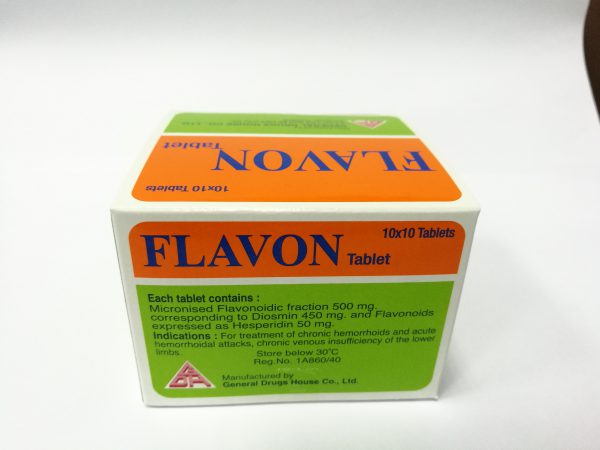 FLAVON
Tablet
10x10 Tablets
FLAVON Tablet
10x10 Tablets
Each tablet contains :
Micronised Flavonoidic fraction 500 mg.
corresponding to Diosmin 450 mg. and Flavonoids
expressed as Hesperidin 50 mg.
Indications : For treatment of chronic hemorrhoids and acute
hemorrhoidal attacks, chronic venous insufficiency of the lower
limbs.
Store below 30°C
Reg.No. 1A860/40
Manufactured by
General Drugs House Co., Ltd.